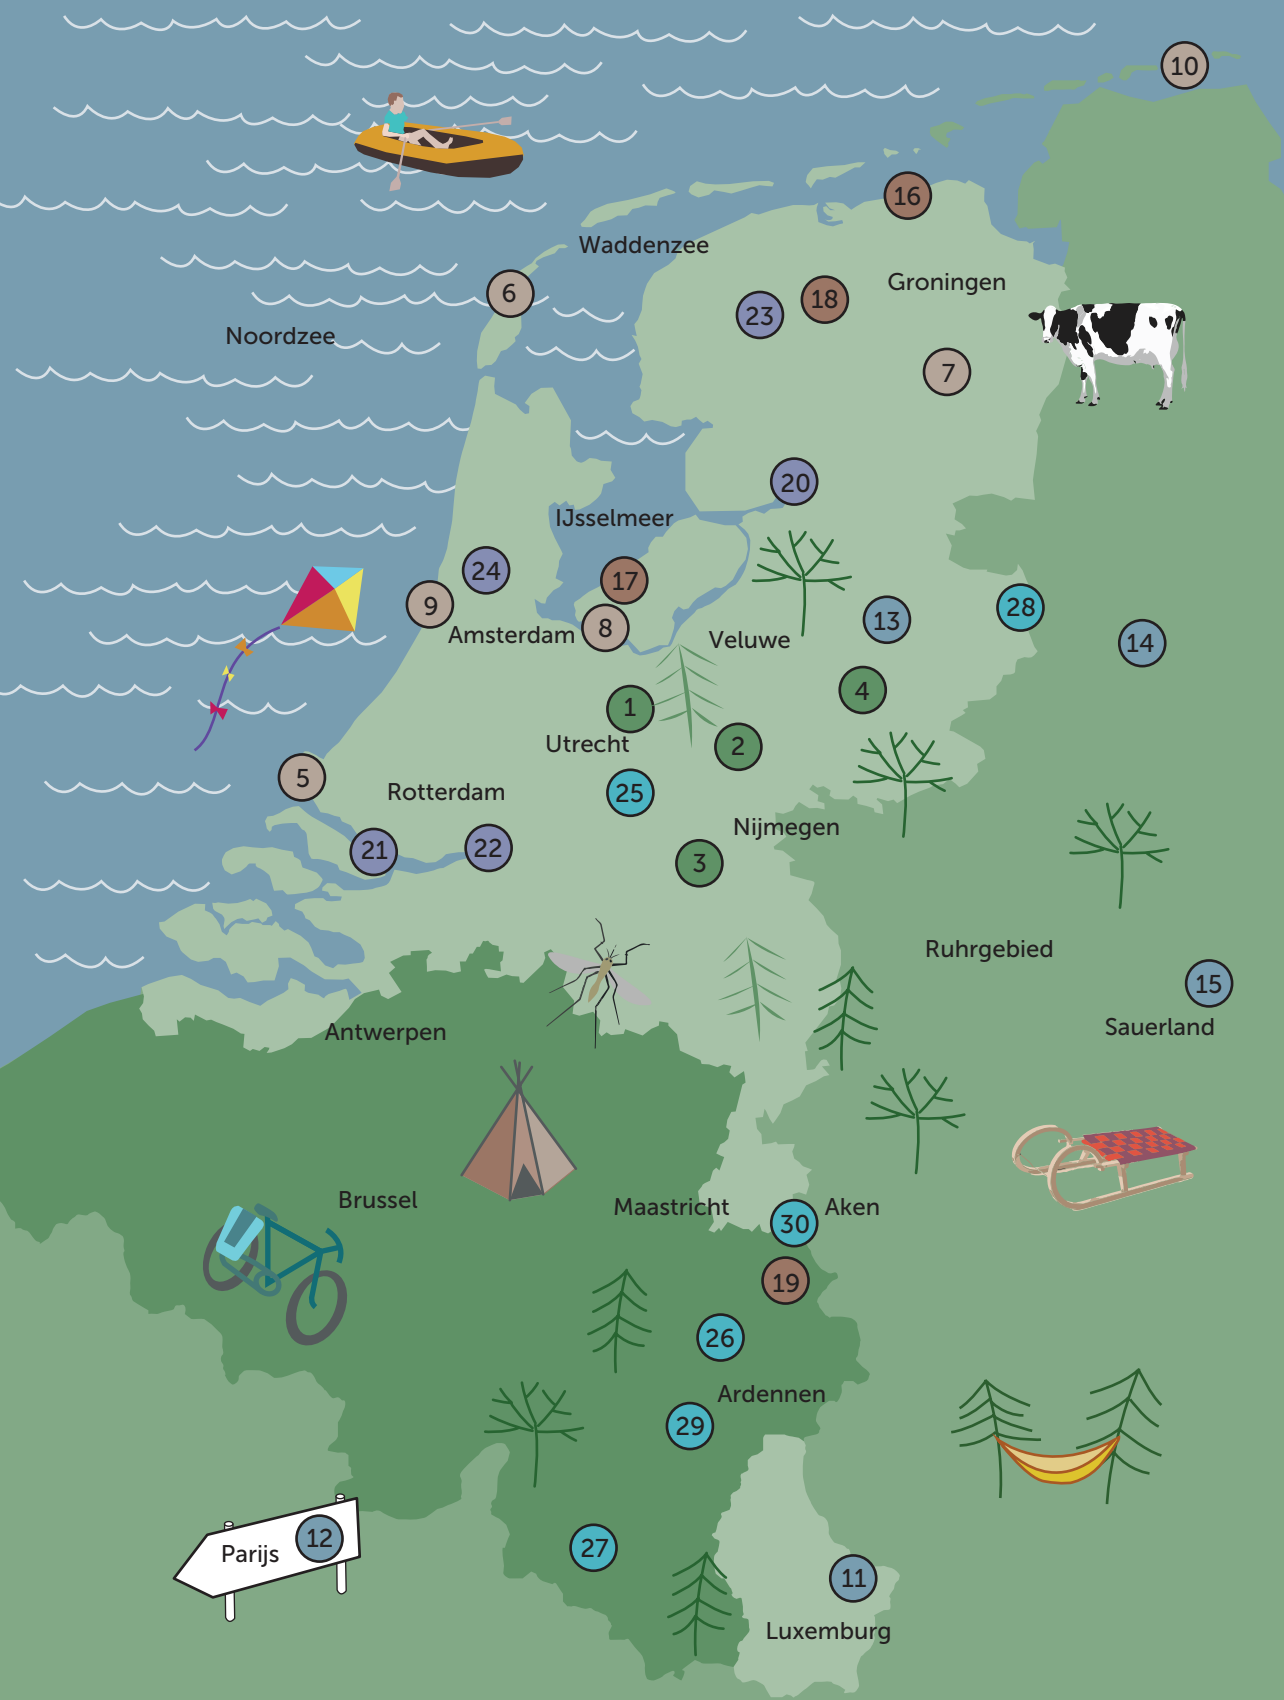 10
16
Waddenzee
Groningen
6
18
23
Noordzee
7
20
IJsselmeer
24
17
9
28
13
8
Amsterdam
Veluwe
14
4
1
Utrecht
2
5
Rotterdam
25
Nijmegen
21
22
3
Ruhrgebied
15
Sauerland
Antwerpen
Brussel
Maastricht
Aken
30
19
26
Ardennen
29
12
Parijs
27
11
Luxemburg